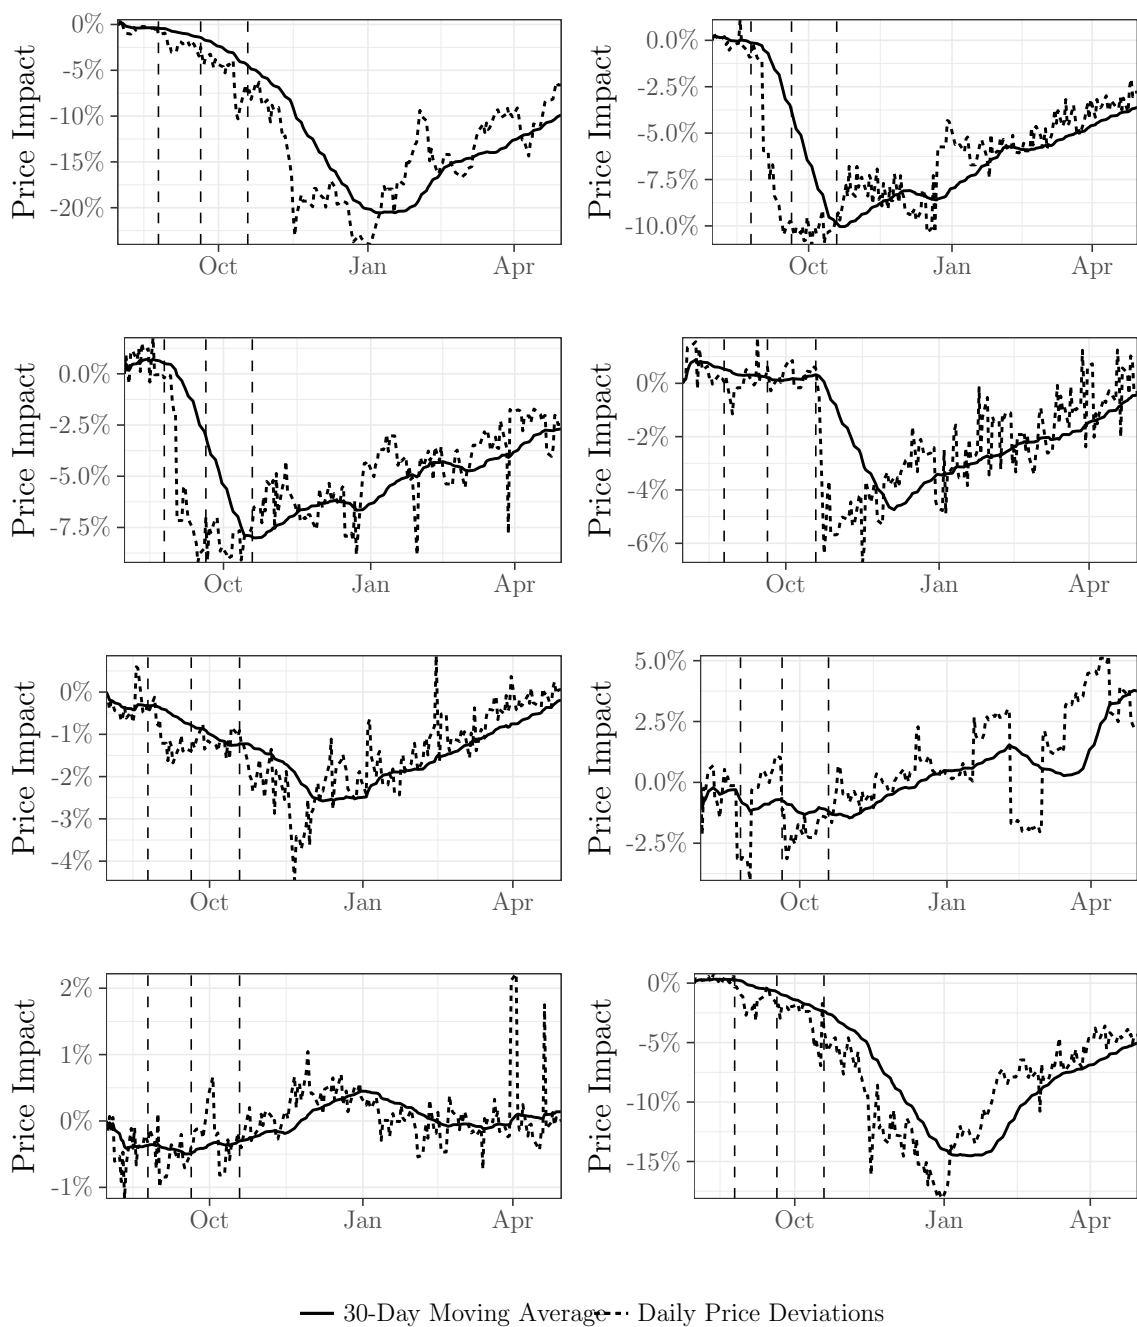 Price Impact
0%
-5%
-10%
-15%
-20%
Oct Jan Apr
Price Impact
0.0%
-2.5%
-5.0%
-7.5%
-10.0%
Oct Jan Apr
Price Impact
0.0%
-2.5%
-5.0%
-7.5%
Oct Jan Apr
Price Impact
0%
-2%
-4%
-6%
Oct Jan Apr
Price Impact
0%
-1%
-2%
-3%
-4%
Oct Jan Apr
Price Impact
5.0%
2.5%
0.0%
-2.5%
Oct Jan Apr
Price Impact
2%
1%
0%
-1%
Oct Jan Apr
Price Impact
0%
-5%
-10%
-15%
Oct Jan Apr
30-Day Moving Average Daily Price Deviations